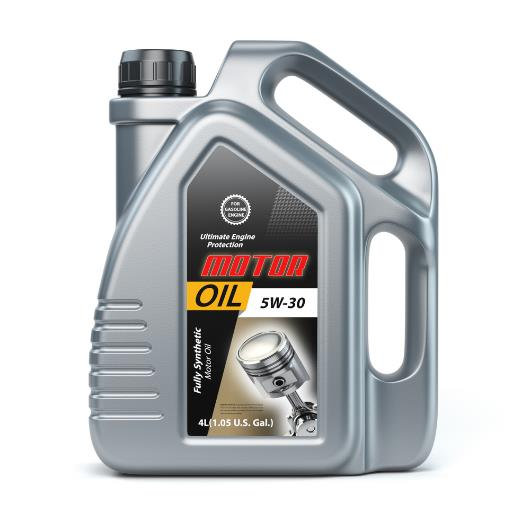 FOR
GASOLINE
ENGINE
Ultimate Engine
Protection
MOTOR
OIL
5W-30
Fully Synthetic
Motor Oil
4L(1.05 U.S. Gal.)